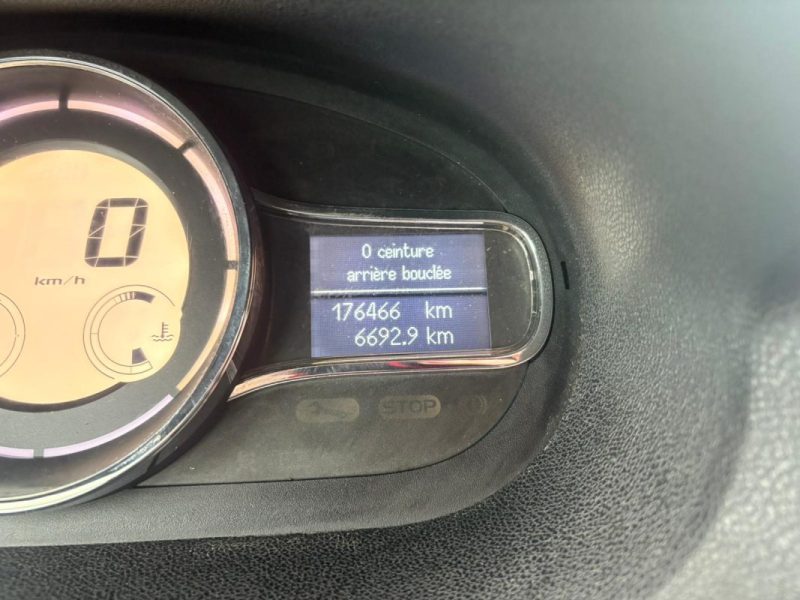 0
km/h
0 ceinture
arrière bouclée
176466 km
6692.9 km
STOP